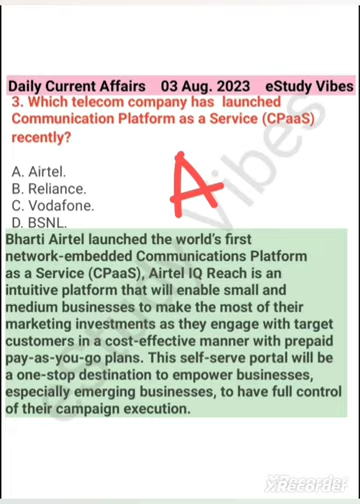 Daily Current Affairs 03 Aug. 2023 eStudy Vibes
3. Which telecom company has launched
Communication Platform as a Service (CPaaS)
recently?
A. Airtel.
B. Reliance.
C. Vodafone.
D. BSNL.
A
Bharti Airtel launched the world's first
network-embedded Communications Platform
as a Service (CPaaS), Airtel IQ Reach is an
intuitive platform that will enable small and
medium businesses to make the most of their
marketing investments as they engage with target
customers in a cost-effective manner with prepaid
pay-as-you-go plans. This self-serve portal will be
a one-stop destination to empower businesses,
especially emerging businesses, to have full control
of their campaign execution.
eStudy Vibes
XRecorder